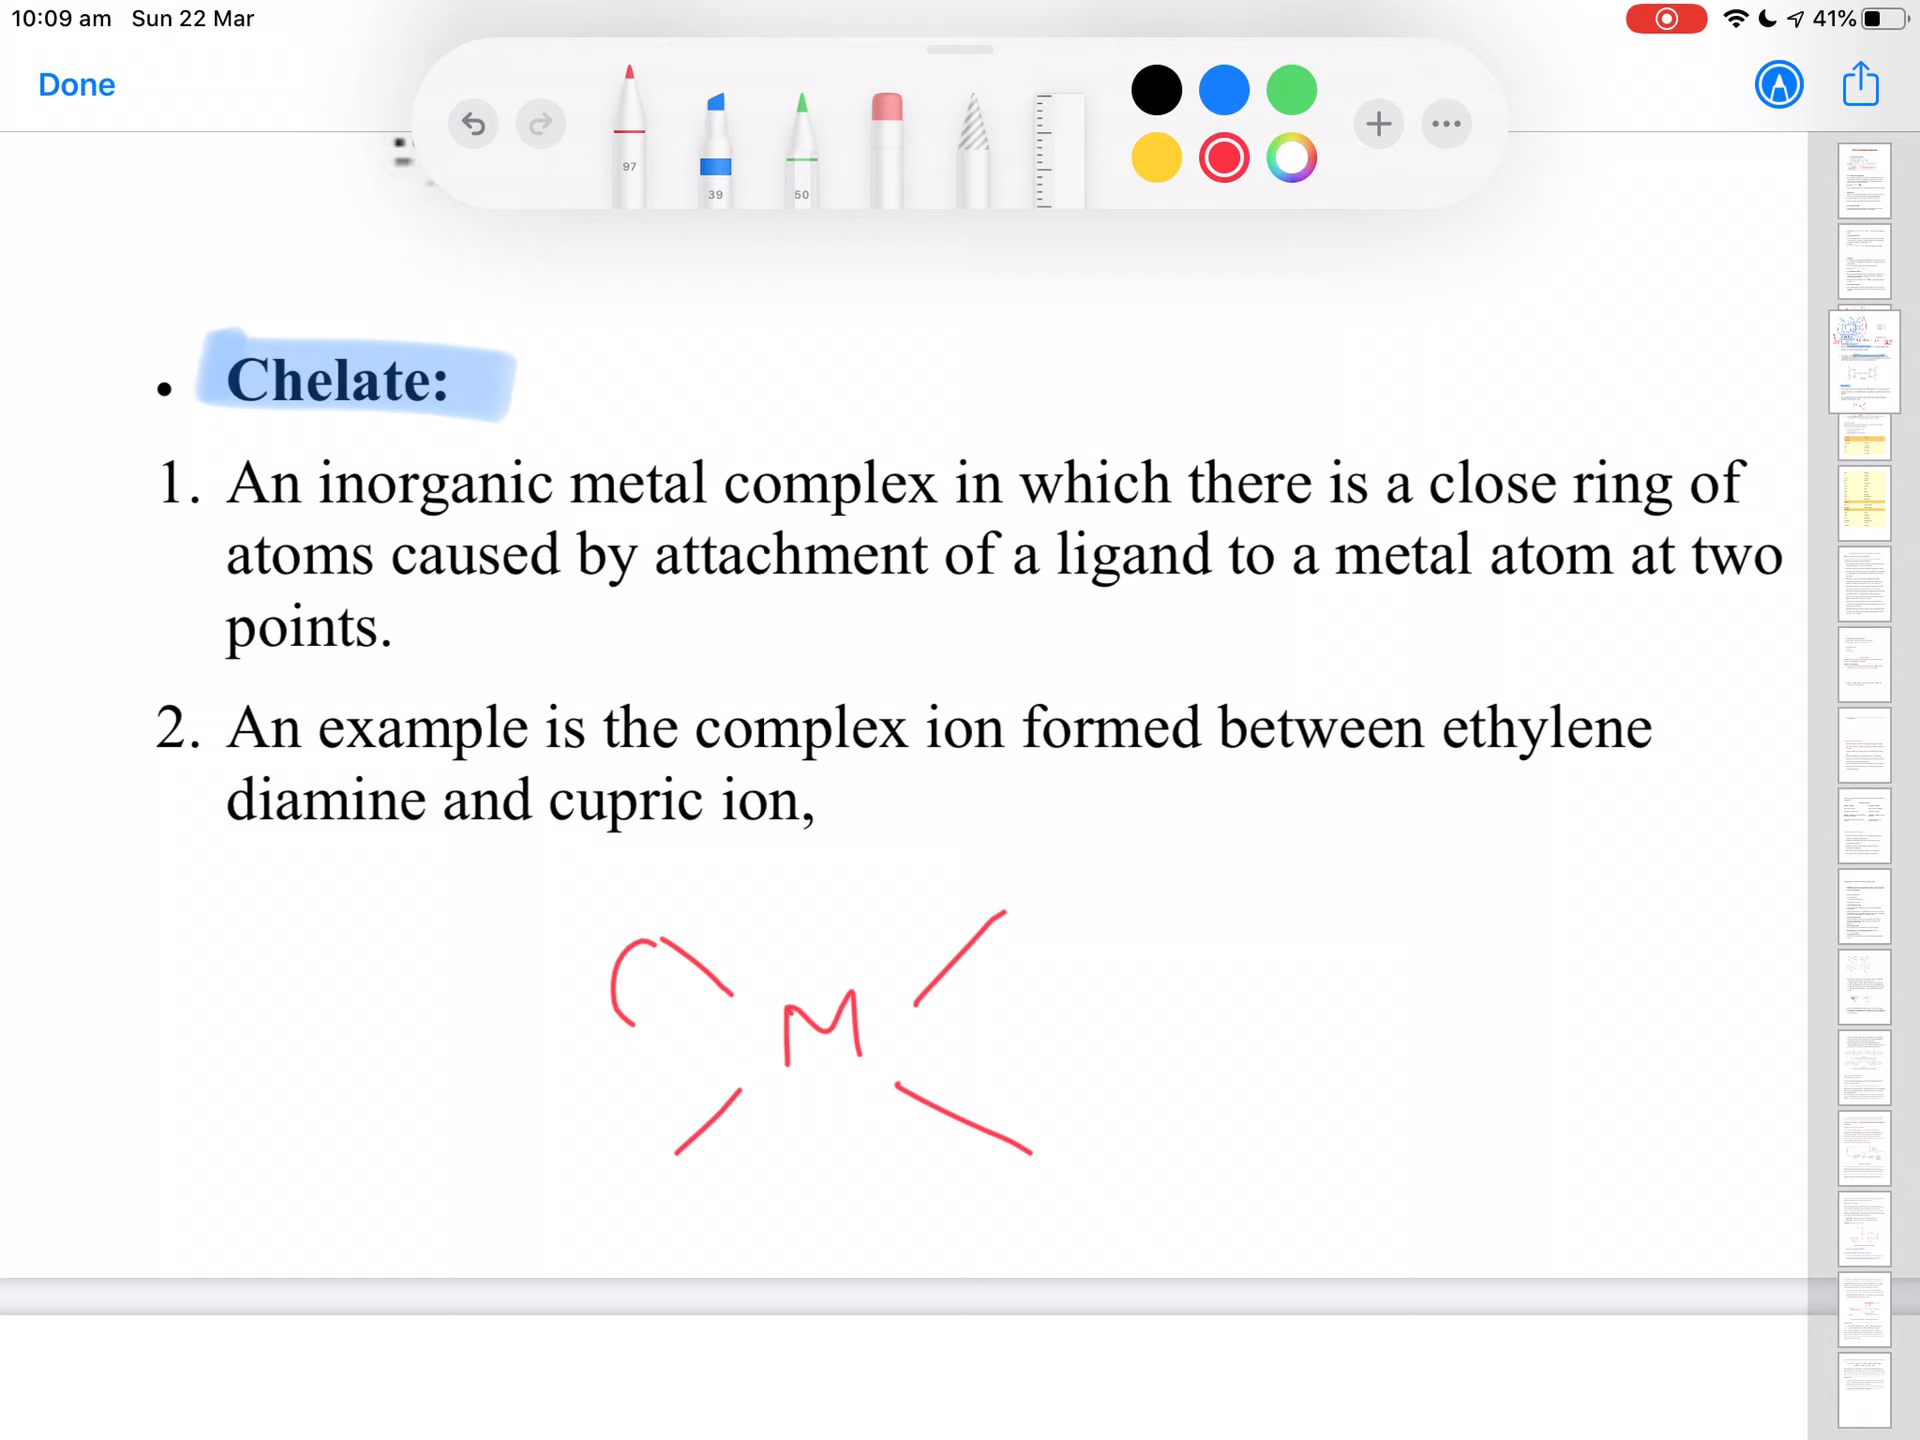 10:09 am Sun 22 Mar
41%
Done
97
39
50
• Chelate:
1. An inorganic metal complex in which there is a close ring of
atoms caused by attachment of a ligand to a metal atom at two
points.
2. An example is the complex ion formed between ethylene
diamine and cupric ion,
M